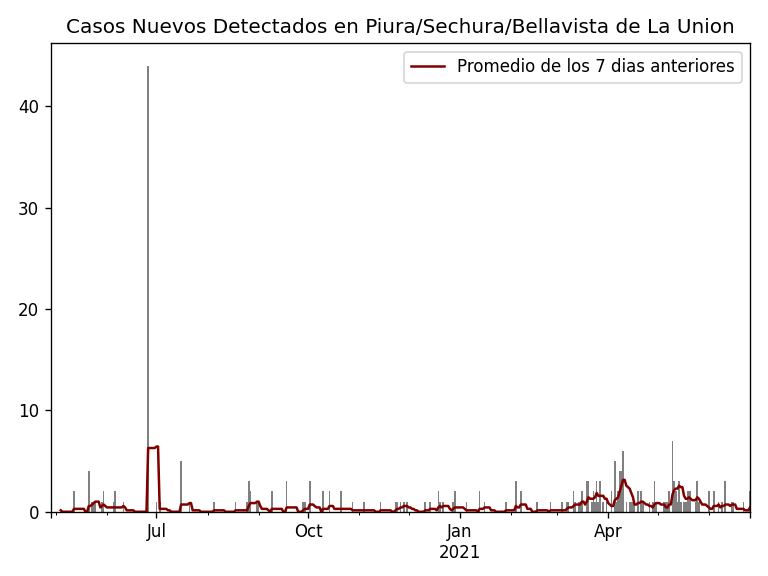 Casos Nuevos Detectados en Piura/Sechura/Bellavista de La Union
Promedio de los 7 dias anteriores
40
30
20
10
0
Jul
Oct
Jan
Apr
2021